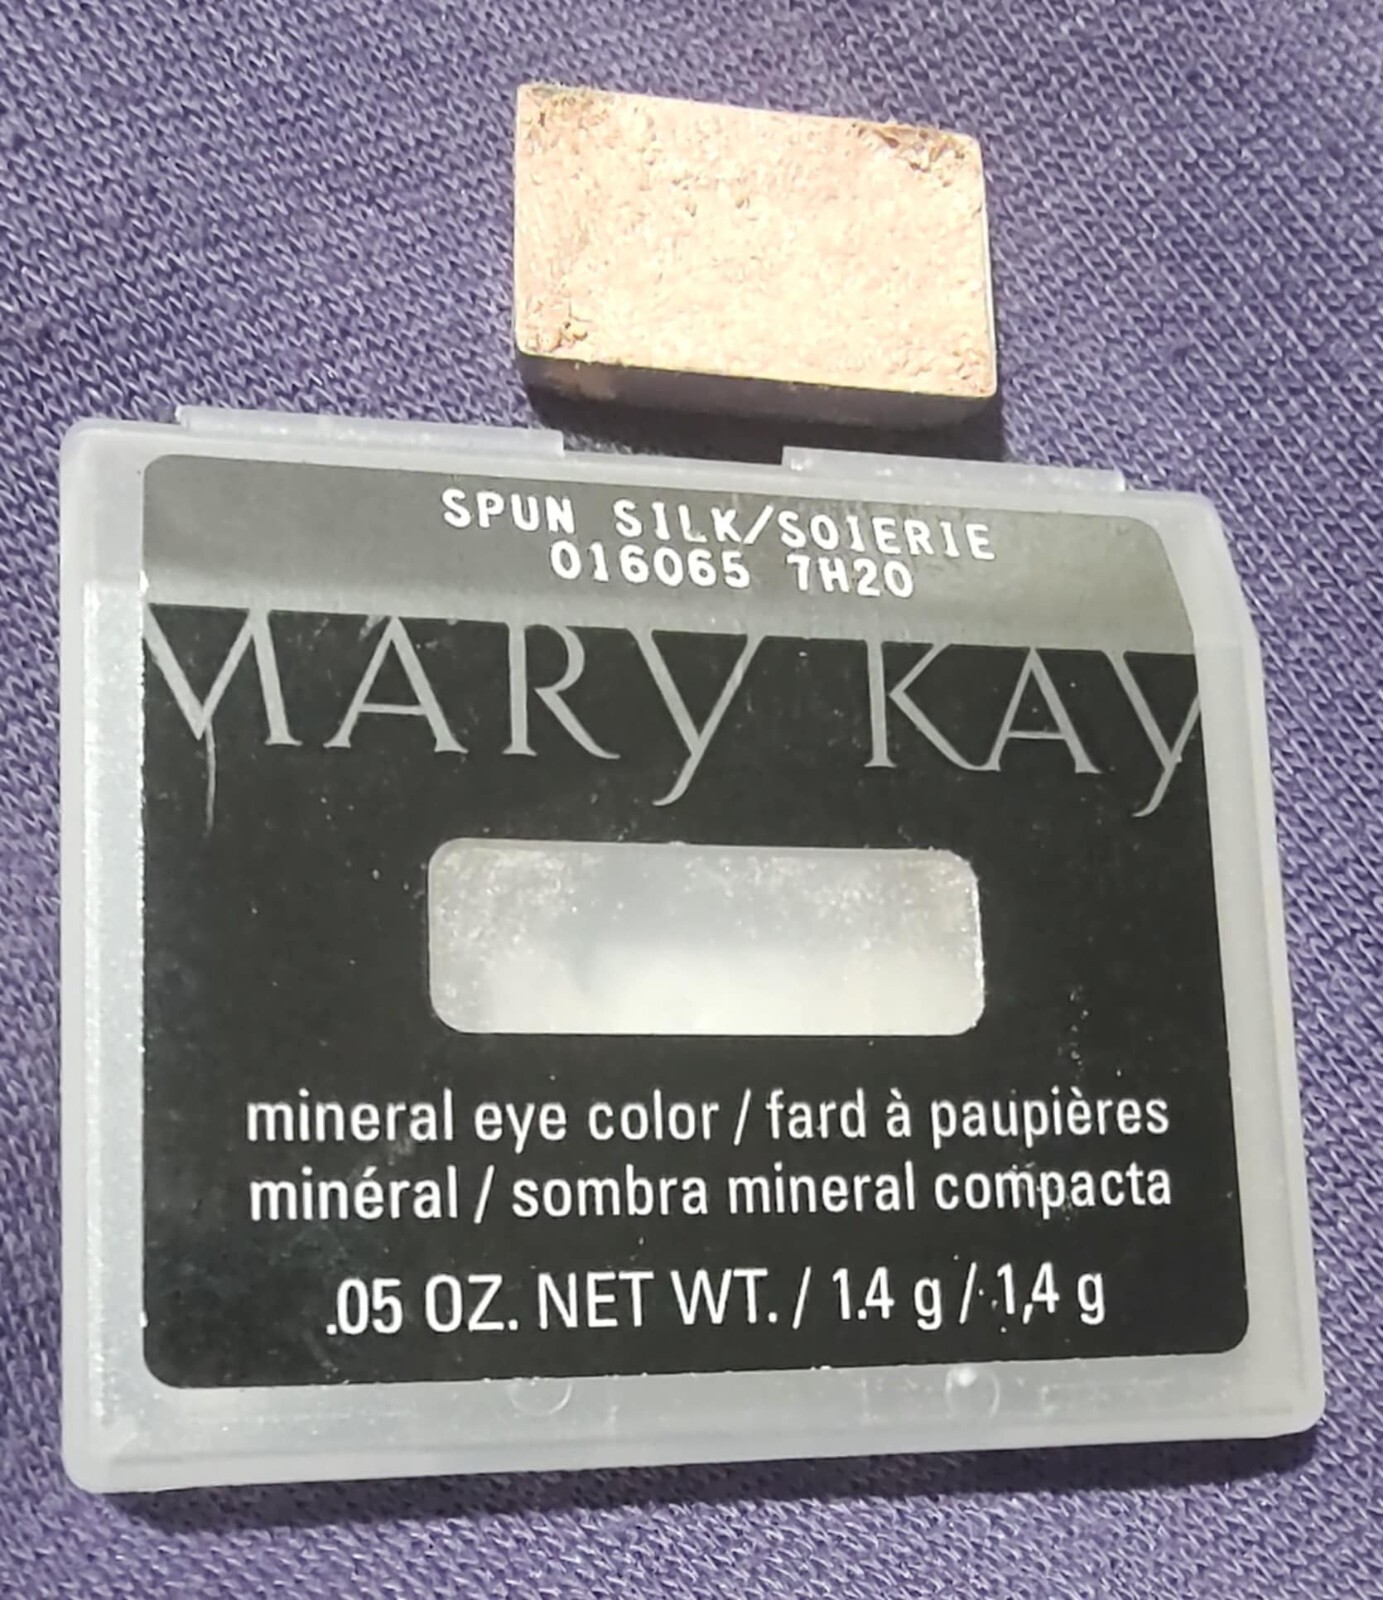 SPUN SILK/SOIERIE
016065 7H20
MARY KAY
mineral eye color / fard à paupières
minéral / sombra mineral compacta
.05 OZ. NET WT. / 1.4 g / 1,4 g